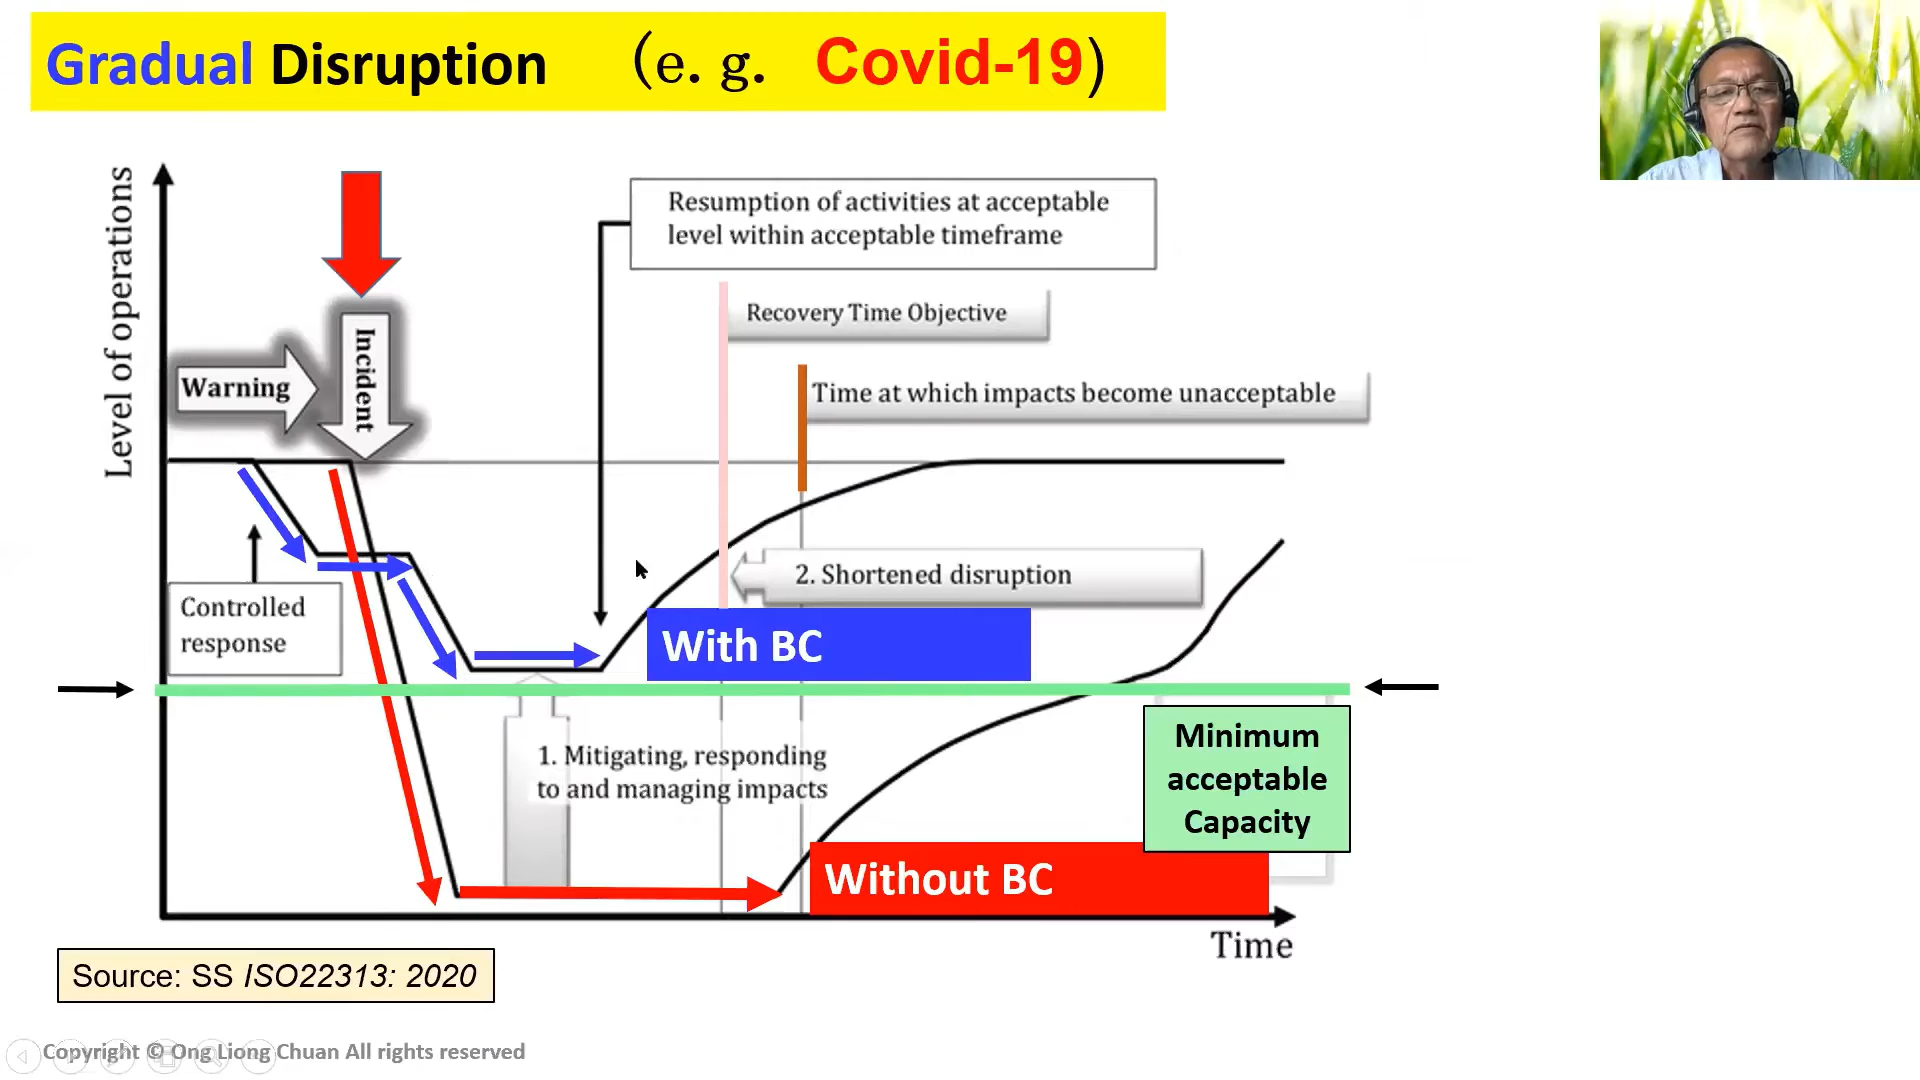 Gradual Disruption (e. g. Covid-19)
Level of operations
Warning
Incident
Resumption of activities at acceptable
level within acceptable timeframe
Recovery Time Objective
Time at which impacts become unacceptable
Controlled
response
2. Shortened disruption
With BC
1. Mitigating, responding
to and managing impacts
Minimum
acceptable
Capacity
Without BC
Time
Source: SS ISO22313: 2020
Copyright © Ong Liong Chuan All rights reserved